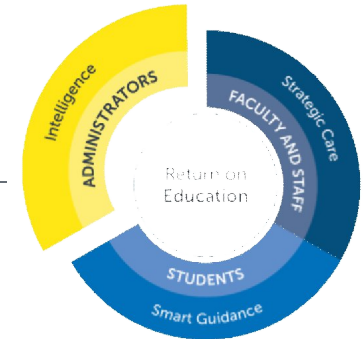 Intelligence
ADMINISTRATORS
Strategic Care
FACULTY AND STAFF
Return on
Education
STUDENTS
Smart Guidance